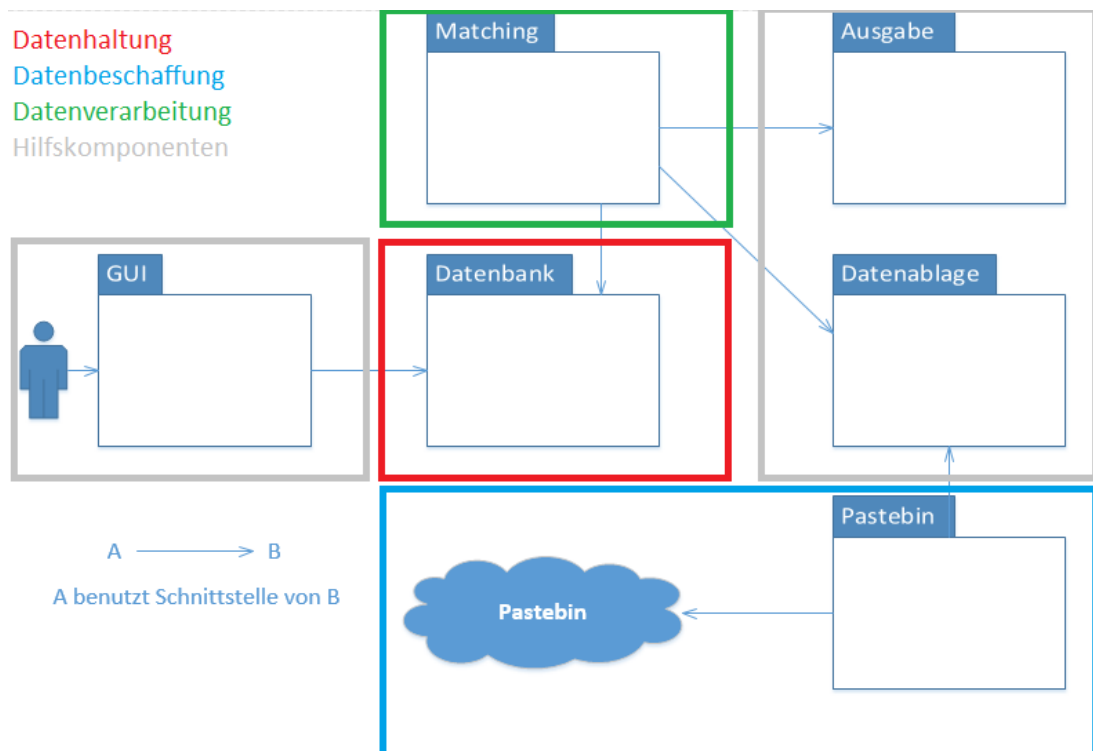 Datenhaltung
Datenbeschaffung
Datenverarbeitung
Hilfskomponenten
Matching
Ausgabe
GUI
Datenbank
Datenablage
A
B
A benutzt Schnittstelle von B
Pastebin
Pastebin